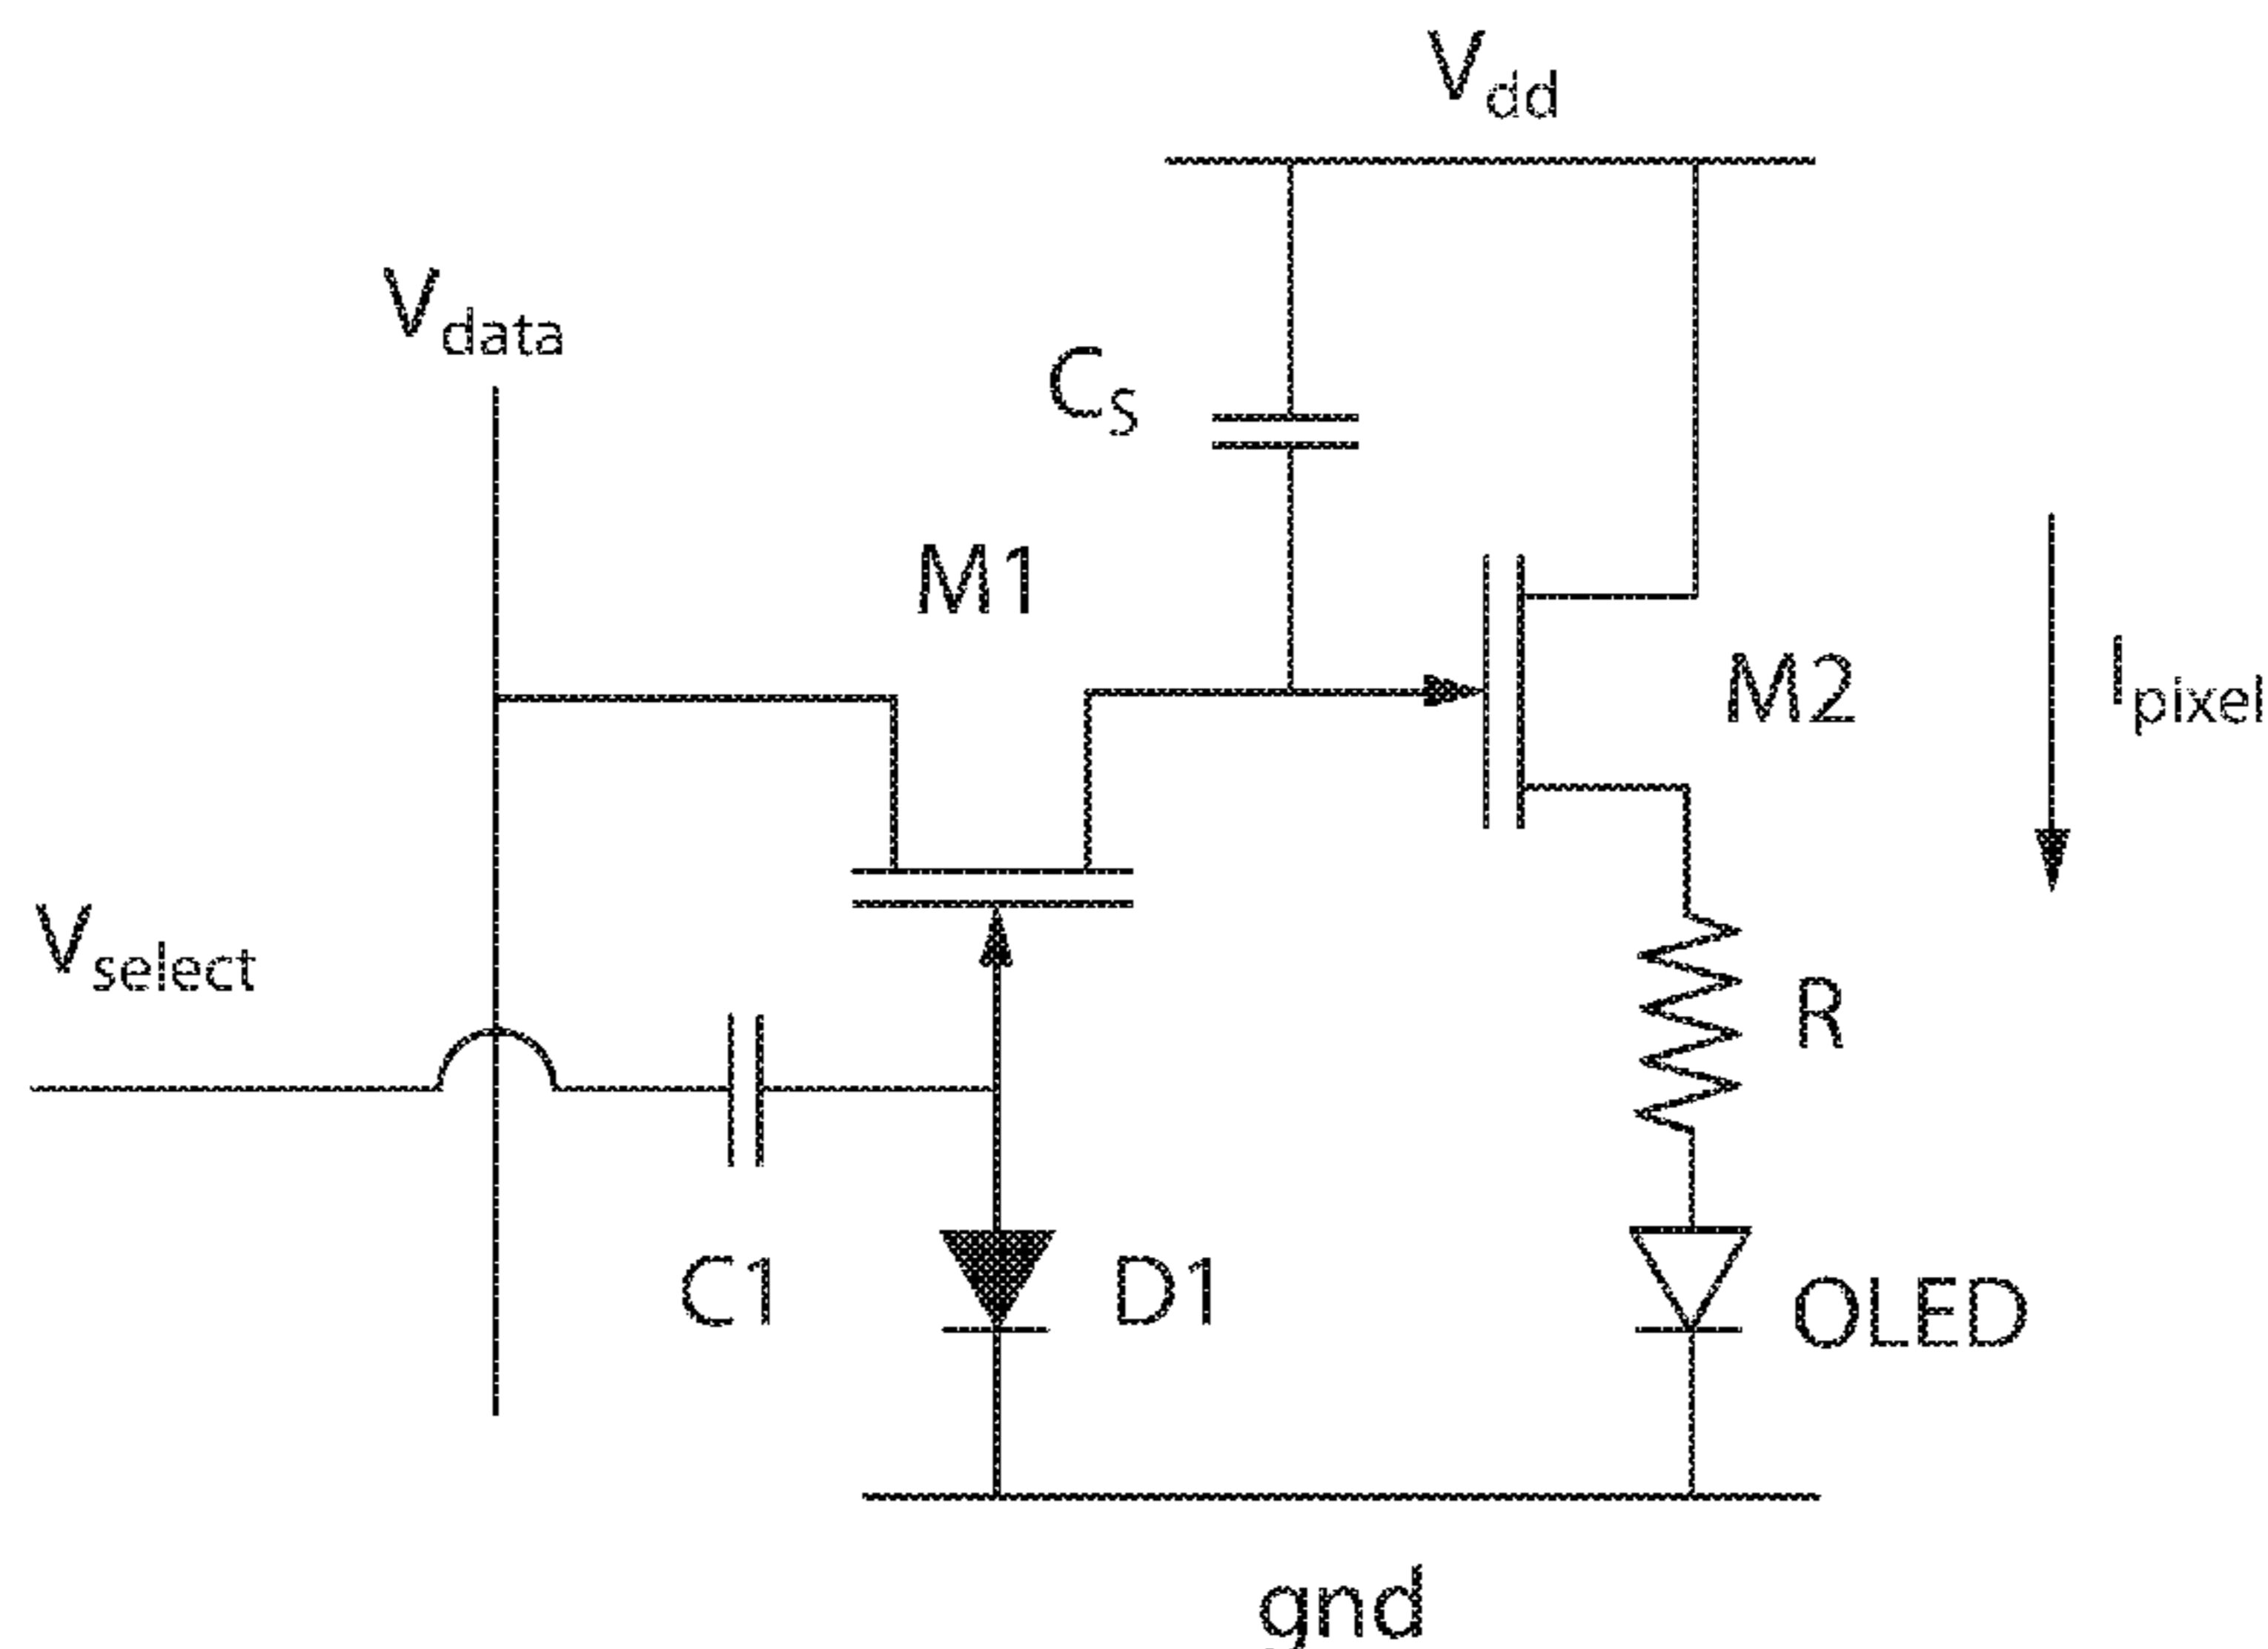 Vdd
Vdata
CS
M1
M2
Ipixel
Vselect
R
C1
D1
OLED
gnd